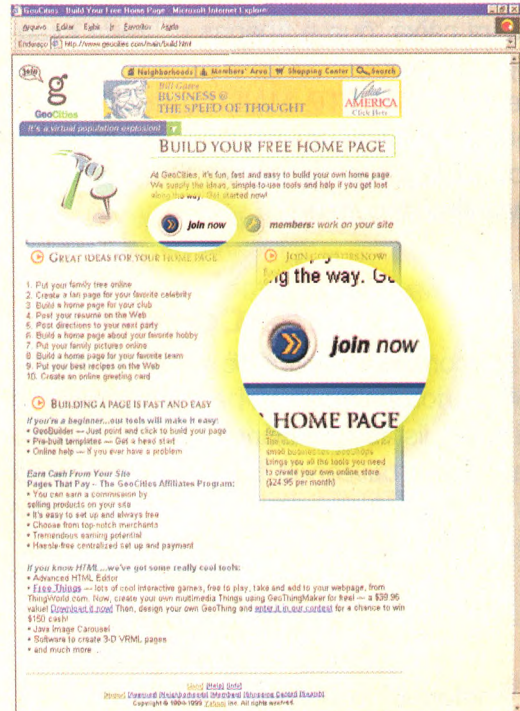 GeoCities - Build Your Free Home Page - Microsoft Internet Explorer
Arquivo Editar Exibir Ir Favoritos Ajuda
Endereço http://www.geocities.com/main/build.html
join
g
GeoCities
Neighborhoods Members' Area Shopping Center Search
Bill Gates
BUSINESS @
THE SPEED OF THOUGHT
Value
AMERICA
Click Here
It's a virtual population explosion!
BUILD YOUR FREE HOME PAGE
At GeoCities, it's fun, fast and easy to build your own home page.
We supply the ideas, simple-to-use tools and help if you get lost
along the way. Get started now!
join now
members: work on your site
GREAT IDEAS FOR YOUR HOME PAGE
1. Put your family tree online
2. Create a fan page for your favorite celebrity
3. Build a home page for your club
4. Post your resume on the Web
5. Post directions to your next party
6. Build a home page about your favorite hobby
7. Put your family pictures online
8. Build a home page for your favorite team
9. Put your best recipes on the Web
10. Create an online greeting card
JOIN NOW
ng the way. Ge
join now
HOME PAGE
small businesses.
brings you all the tools you need
to create your own online store
($24.95 per month)
BUILDING A PAGE IS FAST AND EASY
If you're a beginner...our tools will make it easy:
• GeoBuilder — Just point and click to build your page
• Pre-built templates — Get a head start
• Online help — If you ever have a problem
Earn Cash From Your Site
Pages That Pay - The GeoCities Affiliates Program:
• You can earn a commission by
selling products on your site
• It's easy to set up and always free
• Choose from top-notch merchants
• Tremendous earning potential
• Hassle-free centralized set up and payment
If you know HTML...we've got some really cool tools:
• Advanced HTML Editor
• Free Things — lots of cool interactive games, free to play, take and add to your webpage, from
ThingWorld.com. Now, create your own multimedia Things using GeoThingMaker for free! — a $39.95
value! Download it now! Then, design your own GeoThing and enter it in our contest for a chance to win
$150 cash!
• Java Image Carousel
• Software to create 3-D VRML pages
• and much more
Help Info
Copyright © 1999 Yahoo! Inc. All rights reserved.